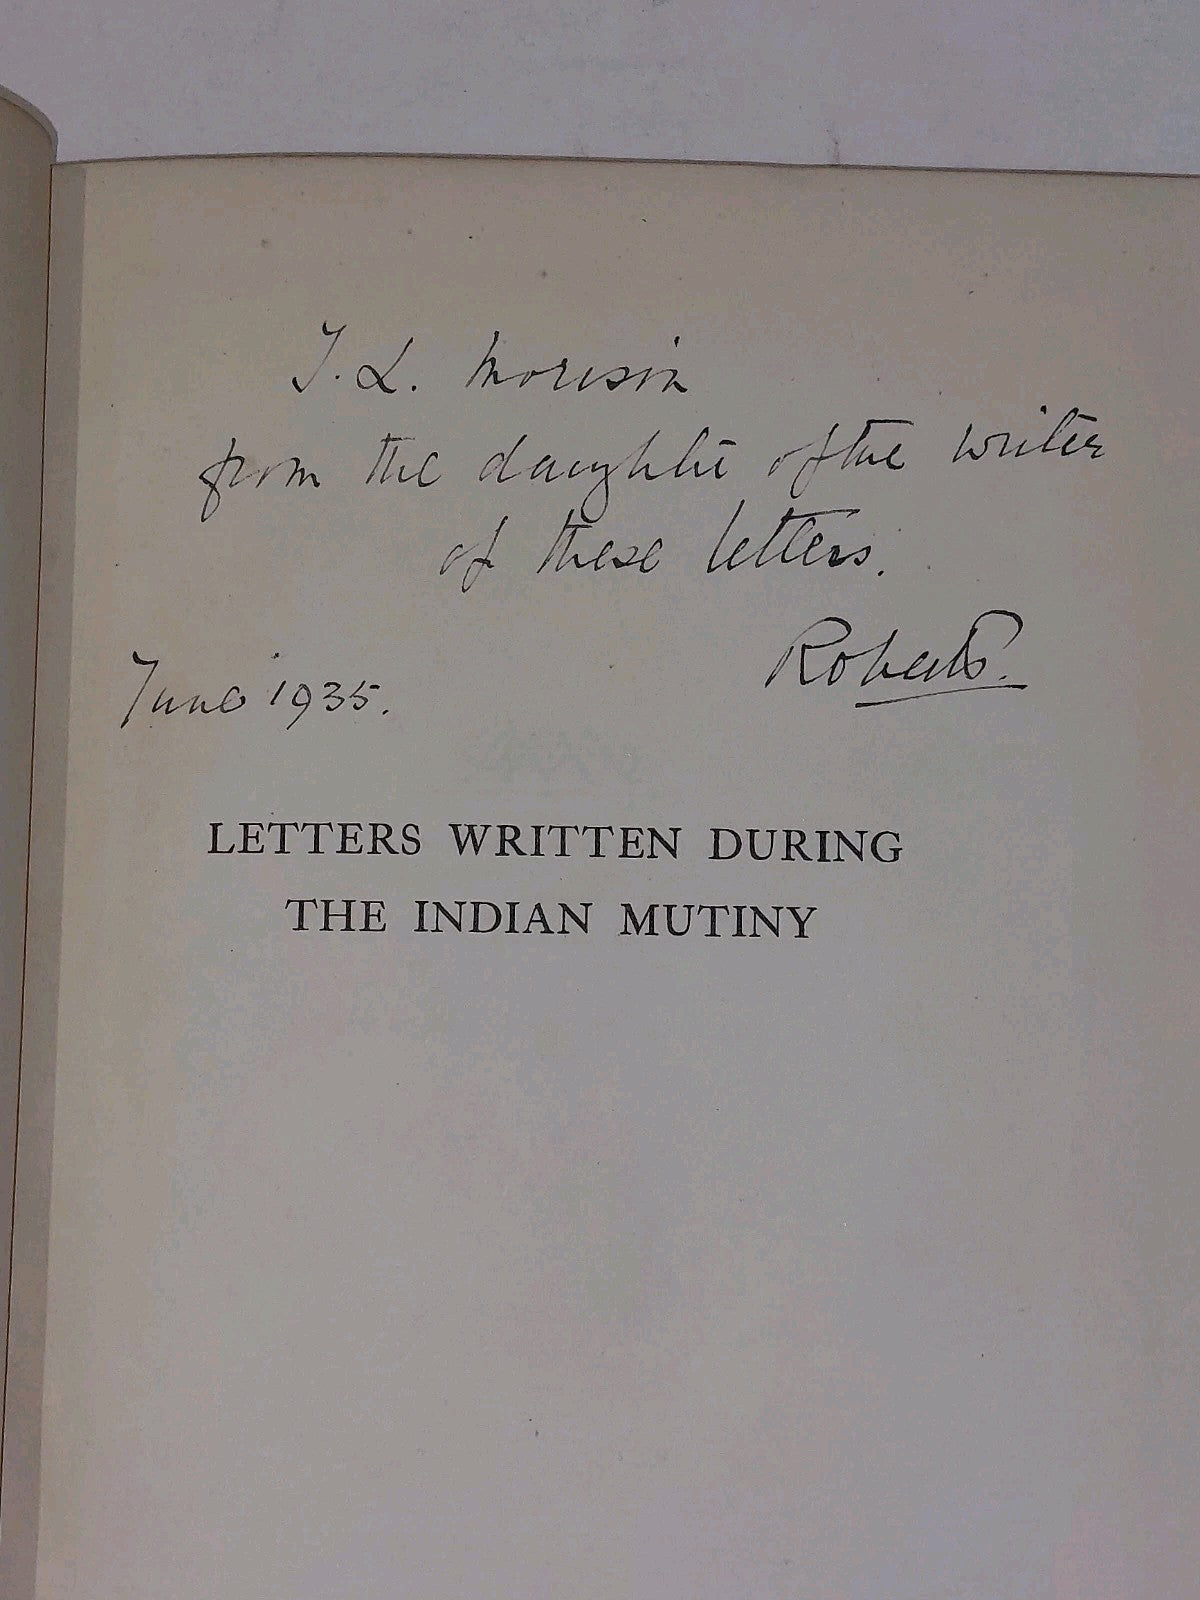 J. L. Morison
from the daughter of the writer
of these letters.
Roberts.
June 1935.
LETTERS WRITTEN DURING
THE INDIAN MUTINY